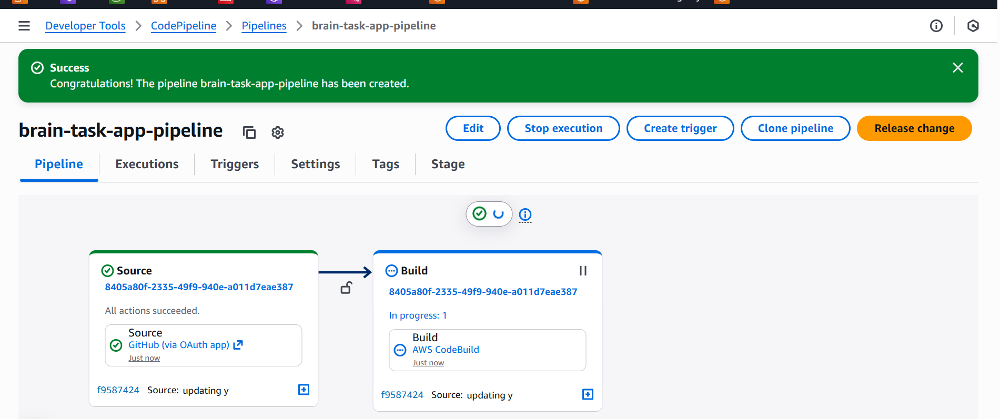 Developer Tools > CodePipeline > Pipelines > brain-task-app-pipeline
Success
Congratulations! The pipeline brain-task-app-pipeline has been created.
brain-task-app-pipeline
Edit
Stop execution
Create trigger
Clone pipeline
Release change
Pipeline
Executions
Triggers
Settings
Tags
Stage
Source
8405a80f-2335-49f9-940e-a011d7eae387
All actions succeeded.
Source
GitHub (via OAuth app)
Just now
f9587424 Source: updating y
Build
8405a80f-2335-49f9-940e-a011d7eae387
In progress: 1
Build
AWS CodeBuild
Just now
f9587424 Source: updating y